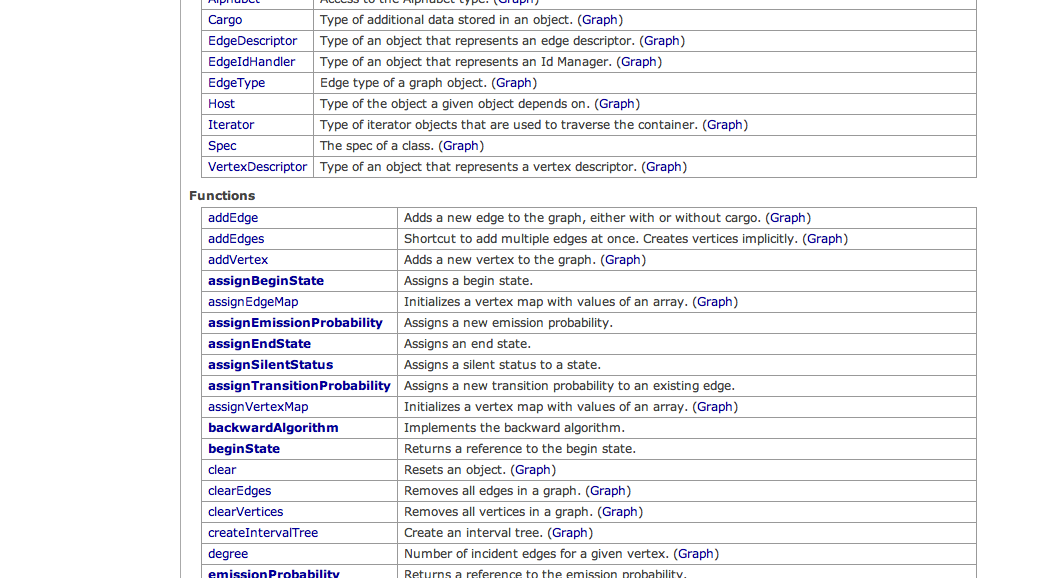 Alphabet Access to the Alphabet type. (Graph)
Cargo Type of additional data stored in an object. (Graph)
EdgeDescriptor Type of an object that represents an edge descriptor. (Graph)
EdgeIdHandler Type of an object that represents an Id Manager. (Graph)
EdgeType Edge type of a graph object. (Graph)
Host Type of the object a given object depends on. (Graph)
Iterator Type of iterator objects that are used to traverse the container. (Graph)
Spec The spec of a class. (Graph)
VertexDescriptor Type of an object that represents a vertex descriptor. (Graph)
Functions
addEdge Adds a new edge to the graph, either with or without cargo. (Graph)
addEdges Shortcut to add multiple edges at once. Creates vertices implicitly. (Graph)
addVertex Adds a new vertex to the graph. (Graph)
assignBeginState Assigns a begin state.
assignEdgeMap Initializes a vertex map with values of an array. (Graph)
assignEmissionProbability Assigns a new emission probability.
assignEndState Assigns an end state.
assignSilentStatus Assigns a silent status to a state.
assignTransitionProbability Assigns a new transition probability to an existing edge.
assignVertexMap Initializes a vertex map with values of an array. (Graph)
backwardAlgorithm Implements the backward algorithm.
beginState Returns a reference to the begin state.
clear Resets an object. (Graph)
clearEdges Removes all edges in a graph. (Graph)
clearVertices Removes all vertices in a graph. (Graph)
createIntervalTree Create an interval tree. (Graph)
degree Number of incident edges for a given vertex. (Graph)
emissionProbability Returns a reference to the emission probability.